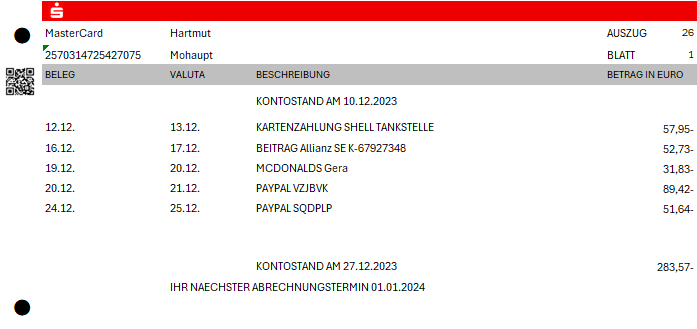 MasterCard Hartmut AUSZUG 26
2570314725427075 Mohaupt BLATT 1
BELEG VALUTA BESCHREIBUNG BETRAG IN EURO
KONTOSTAND AM 10.12.2023
12.12. 13.12. KARTENZAHLUNG SHELL TANKSTELLE 57,95-
16.12. 17.12. BEITRAG Allianz SE K-67927348 52,73-
19.12. 20.12. MCDONALDS Gera 31,83-
20.12. 21.12. PAYPAL VZJBVK 89,42-
24.12. 25.12. PAYPAL SQDPLP 51,64-
KONTOSTAND AM 27.12.2023 283,57-
IHR NAECHSTER ABRECHNUNGSTERMIN 01.01.2024